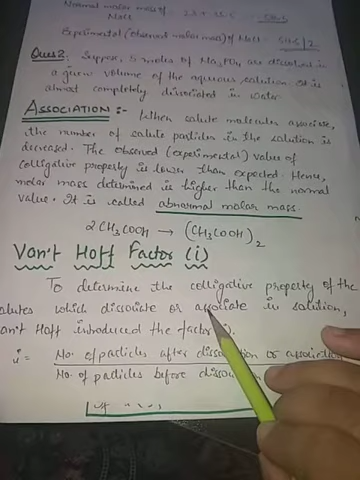 Normal molar mass of
NaCl
Experimental (observed molar mass) of NaCl = 58.5/2
Ques 2. Suppose, 5 moles of Na3PO4 are dissolved in
a given volume of the aqueous solution. It is
almost completely dissociated in water.
ASSOCIATION :- When solute molecules associate,
the number of solute particles in the solution is
decreased. The observed (experimental) value of
colligative property is lower than expected. Hence,
molar mass determined is higher than the normal
value. It is called abnormal molar mass.
2CH3COOH → (CH3COOH)2
Van't Hoff Factor (i)
To determine the colligative property of the
solutes which dissociate or associate in solution,
Van't Hoff introduced the factor i.
i = No. of particles after dissociation or association
No. of particles before dissociation